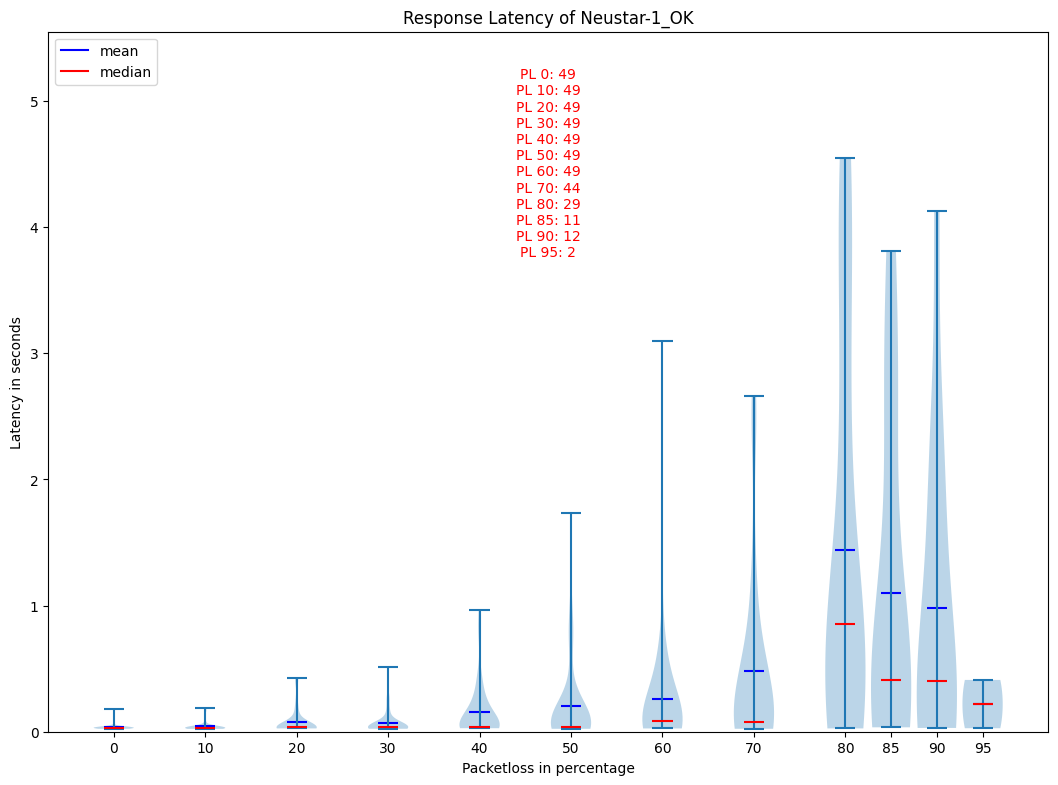 Response Latency of Neustar-1_OK
mean
median
PL 0: 49
PL 10: 49
PL 20: 49
PL 30: 49
PL 40: 49
PL 50: 49
PL 60: 49
PL 70: 44
PL 80: 29
PL 85: 11
PL 90: 12
PL 95: 2
5
4
3
2
1
0
Latency in seconds
0 10 20 30 40 50 60 70 80 85 90 95
Packetloss in percentage